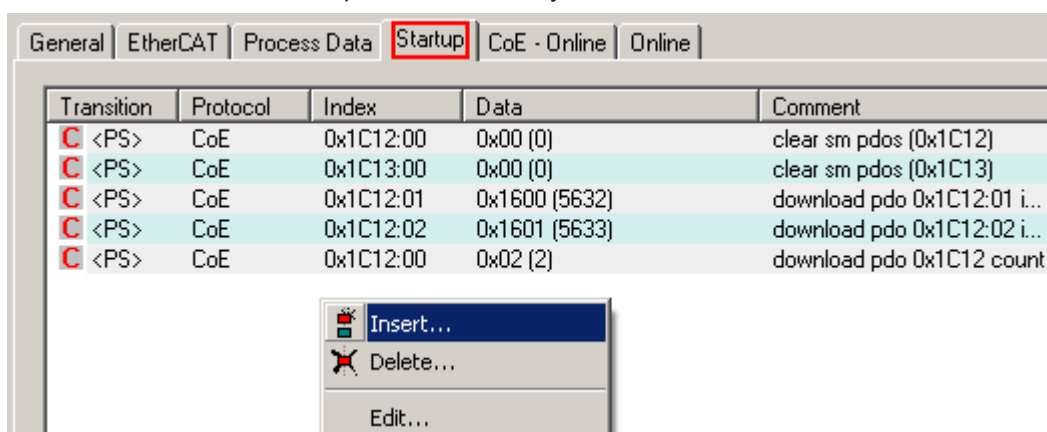 General EtherCAT Process Data Startup CoE - Online Online
Transition Protocol Index Data Comment
C <PS> CoE 0x1C12:00 0x00 (0) clear sm pdos (0x1C12)
C <PS> CoE 0x1C13:00 0x00 (0) clear sm pdos (0x1C13)
C <PS> CoE 0x1C12:01 0x1600 (5632) download pdo 0x1C12:01 i...
C <PS> CoE 0x1C12:02 0x1601 (5633) download pdo 0x1C12:02 i...
C <PS> CoE 0x1C12:00 0x02 (2) download pdo 0x1C12 count
Insert...
Delete...
Edit...